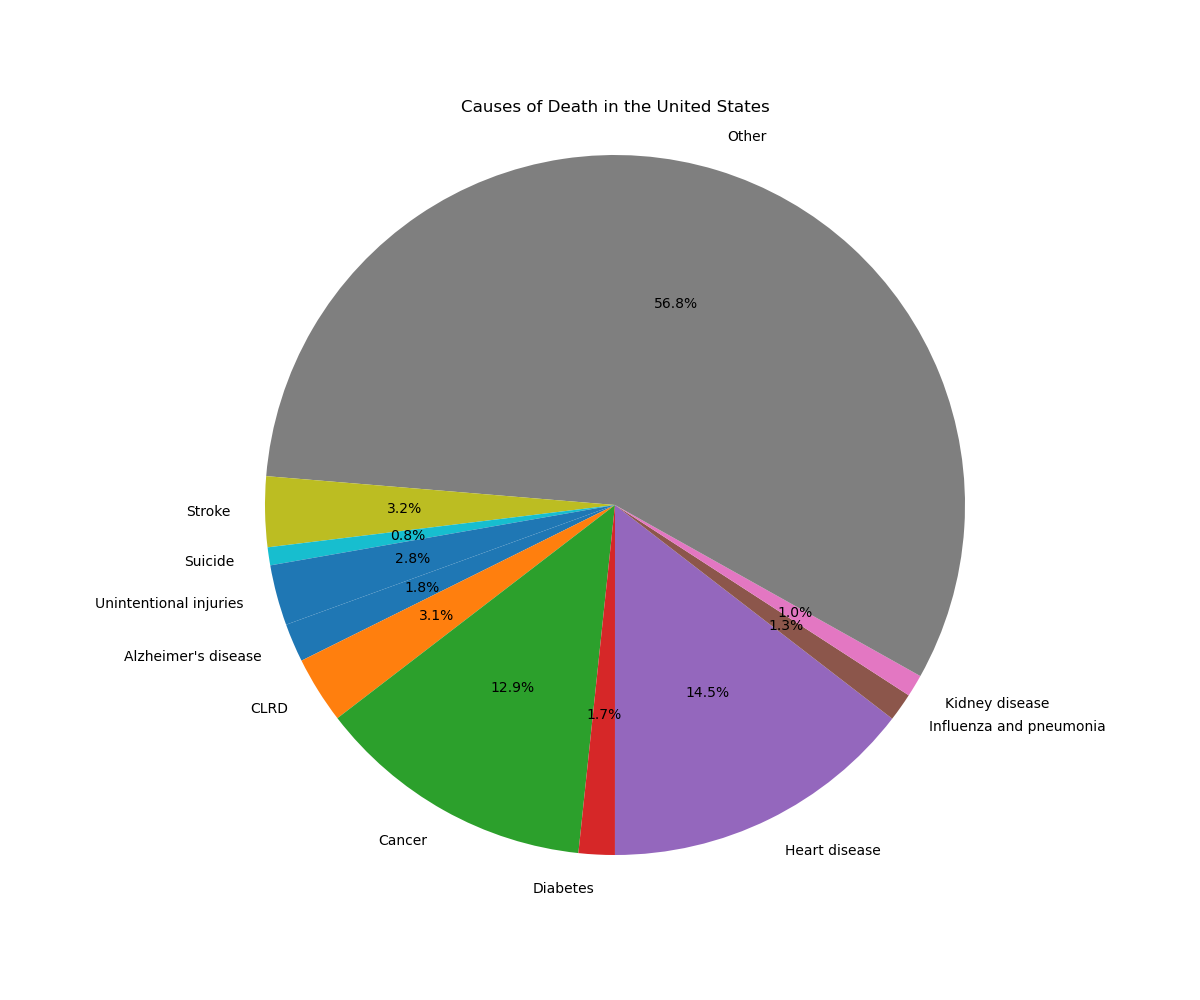 Causes of Death in the United States
Other
56.8%
Stroke
3.2%
Suicide
0.8%
Unintentional injuries
2.8%
Alzheimer's disease
1.8%
CLRD
3.1%
Cancer
12.9%
Diabetes
1.7%
Heart disease
14.5%
Influenza and pneumonia
1.3%
Kidney disease
1.0%